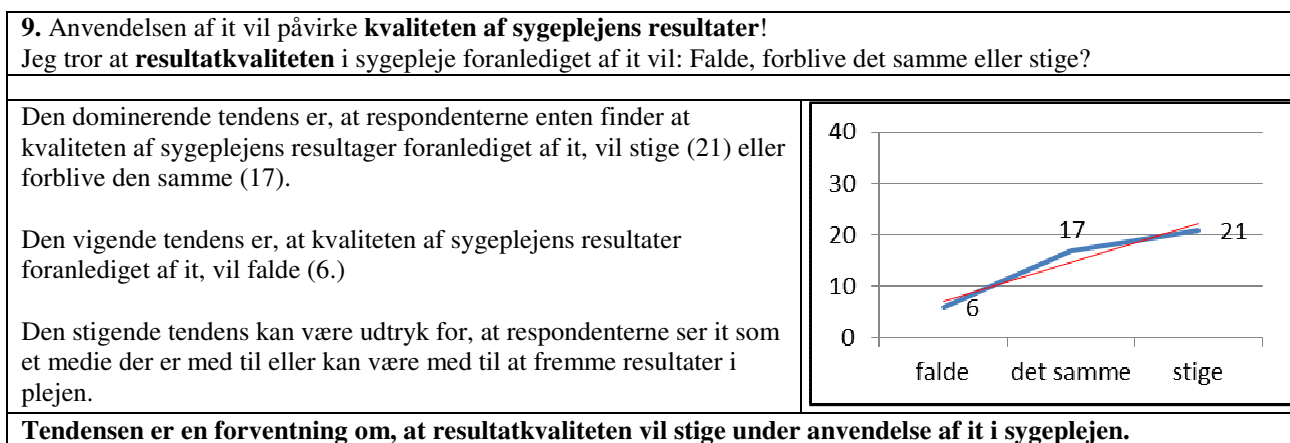 9. Anvendelsen af it vil påvirke kvaliteten af sygeplejens resultater!
Jeg tror at resultatkvaliteten i sygepleje foranlediget af it vil: Falde, forblive det samme eller stige?
Den dominerende tendens er, at respondenterne enten finder at
kvaliteten af sygeplejens resultager foranlediget af it, vil stige (21) eller
forblive den samme (17).
Den vigende tendens er, at kvaliteten af sygeplejens resultater
foranlediget af it, vil falde (6.)
Den stigende tendens kan være udtryk for, at respondenterne ser it som
et medie der er med til eller kan være med til at fremme resultater i
plejen.
40
30
20
10
0
17
21
6
falde det samme stige
Tendensen er en forventning om, at resultatkvaliteten vil stige under anvendelse af it i sygeplejen.